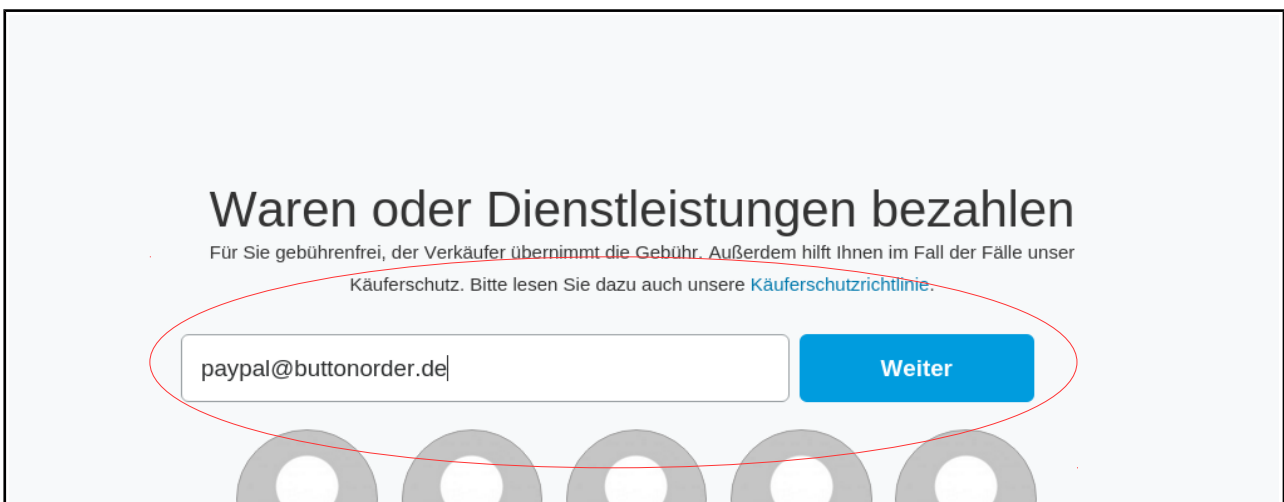 Waren oder Dienstleistungen bezahlen
Für Sie gebührenfrei, der Verkäufer übernimmt die Gebühr. Außerdem hilft Ihnen im Fall der Fälle unser
Käuferschutz. Bitte lesen Sie dazu auch unsere Käuferschutzrichtlinie.
paypal@buttonorder.de
Weiter